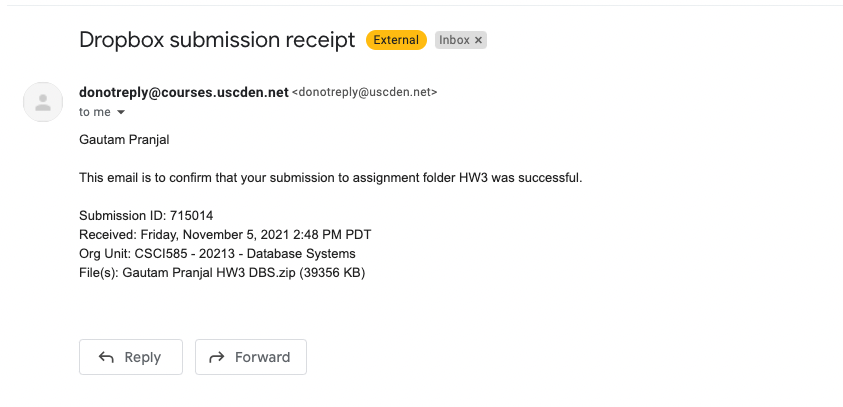 Dropbox submission receipt External Inbox ×
donotreply@courses.uscden.net <donotreply@uscden.net>
to me
Gautam Pranjal
This email is to confirm that your submission to assignment folder HW3 was successful.
Submission ID: 715014
Received: Friday, November 5, 2021 2:48 PM PDT
Org Unit: CSCI585 - 20213 - Database Systems
File(s): Gautam Pranjal HW3 DBS.zip (39356 KB)
Reply Forward